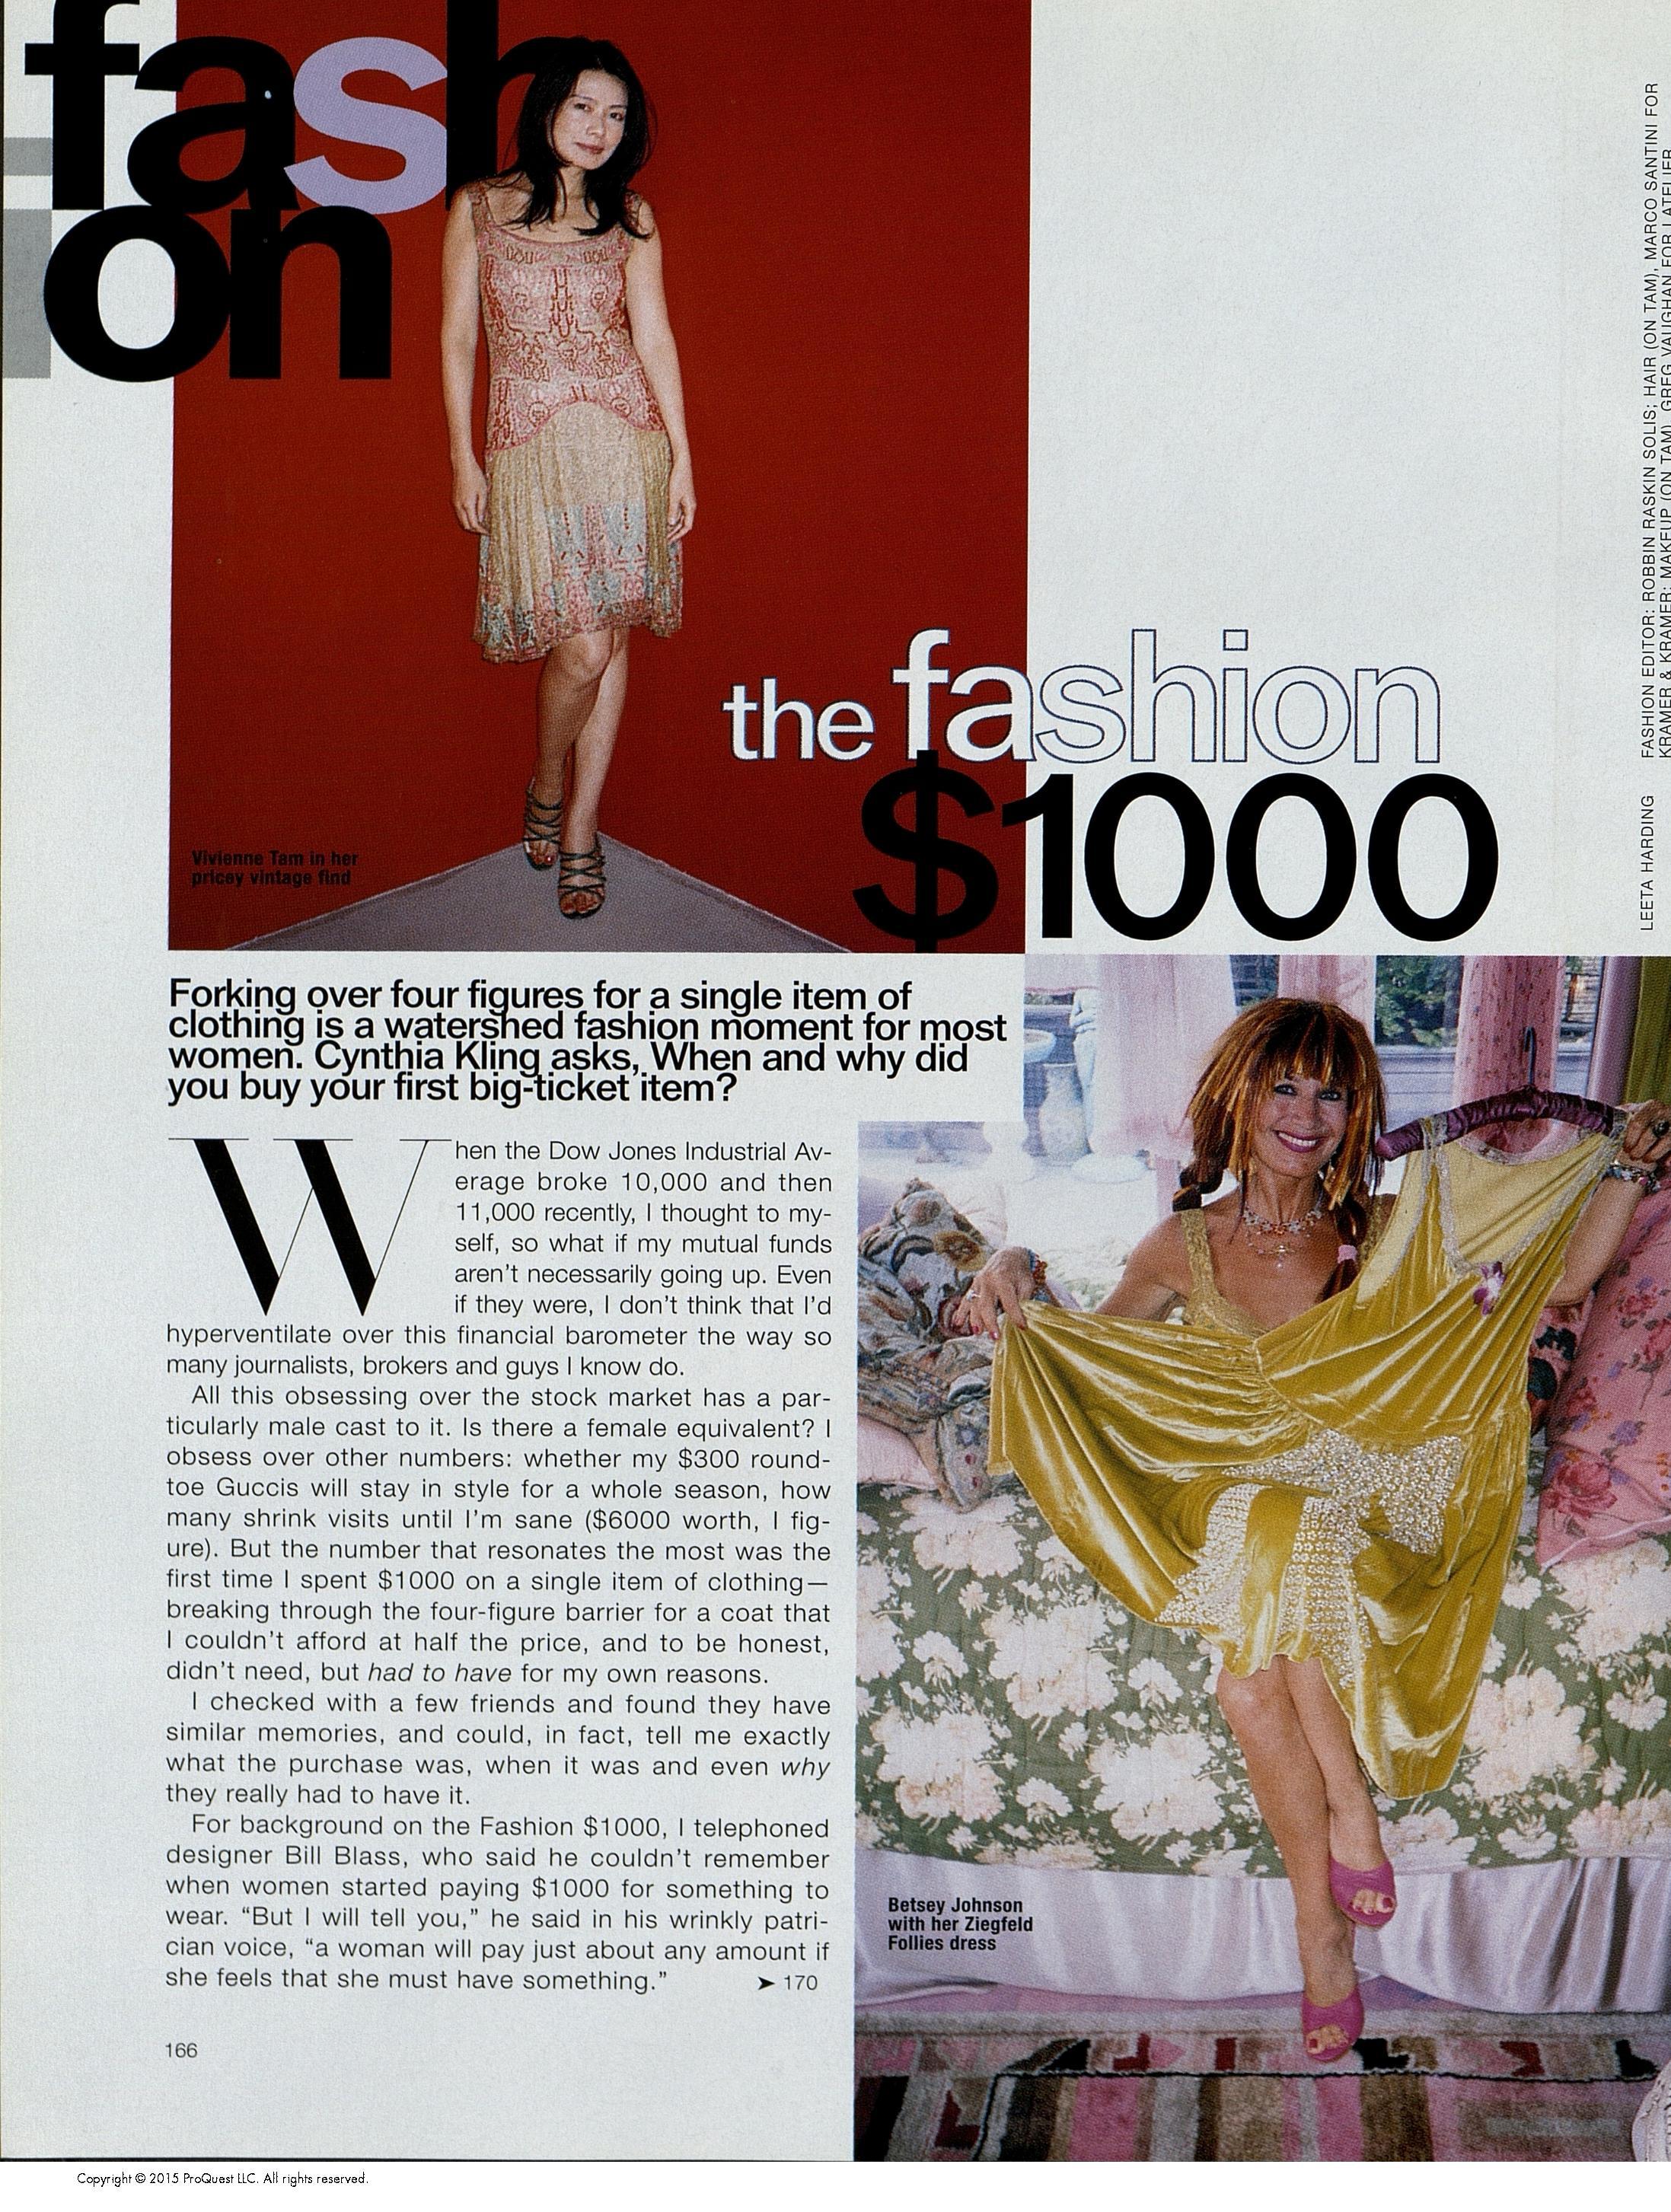 fash
on
Vivienne Tam in her
pricey vintage find
the fashion
$1000
LEETA HARDING    FASHION EDITOR: ROBBIN RASKIN SOLIS; HAIR (ON TAM), MARCO SANTINI FOR
KRAMER & KRAMER; MAKEUP (ON TAM), GREG VAUGHAN FOR L'ATELIER
Forking over four figures for a single item of
clothing is a watershed fashion moment for most
women. Cynthia Kling asks, When and why did
you buy your first big-ticket item?
When the Dow Jones Industrial Av-
erage broke 10,000 and then
11,000 recently, I thought to my-
self, so what if my mutual funds
aren't necessarily going up. Even
if they were, I don't think that I'd
hyperventilate over this financial barometer the way so
many journalists, brokers and guys I know do.
All this obsessing over the stock market has a par-
ticularly male cast to it. Is there a female equivalent? I
obsess over other numbers: whether my $300 round-
toe Guccis will stay in style for a whole season, how
many shrink visits until I'm sane ($6000 worth, I fig-
ure). But the number that resonates the most was the
first time I spent $1000 on a single item of clothing—
breaking through the four-figure barrier for a coat that
I couldn't afford at half the price, and to be honest,
didn't need, but had to have for my own reasons.
I checked with a few friends and found they have
similar memories, and could, in fact, tell me exactly
what the purchase was, when it was and even why
they really had to have it.
For background on the Fashion $1000, I telephoned
designer Bill Blass, who said he couldn't remember
when women started paying $1000 for something to
wear. “But I will tell you,” he said in his wrinkly patri-
cian voice, “a woman will pay just about any amount if
she feels that she must have something.” ➤ 170
Betsey Johnson
with her Ziegfeld
Follies dress
166
Copyright © 2015 ProQuest LLC. All rights reserved.